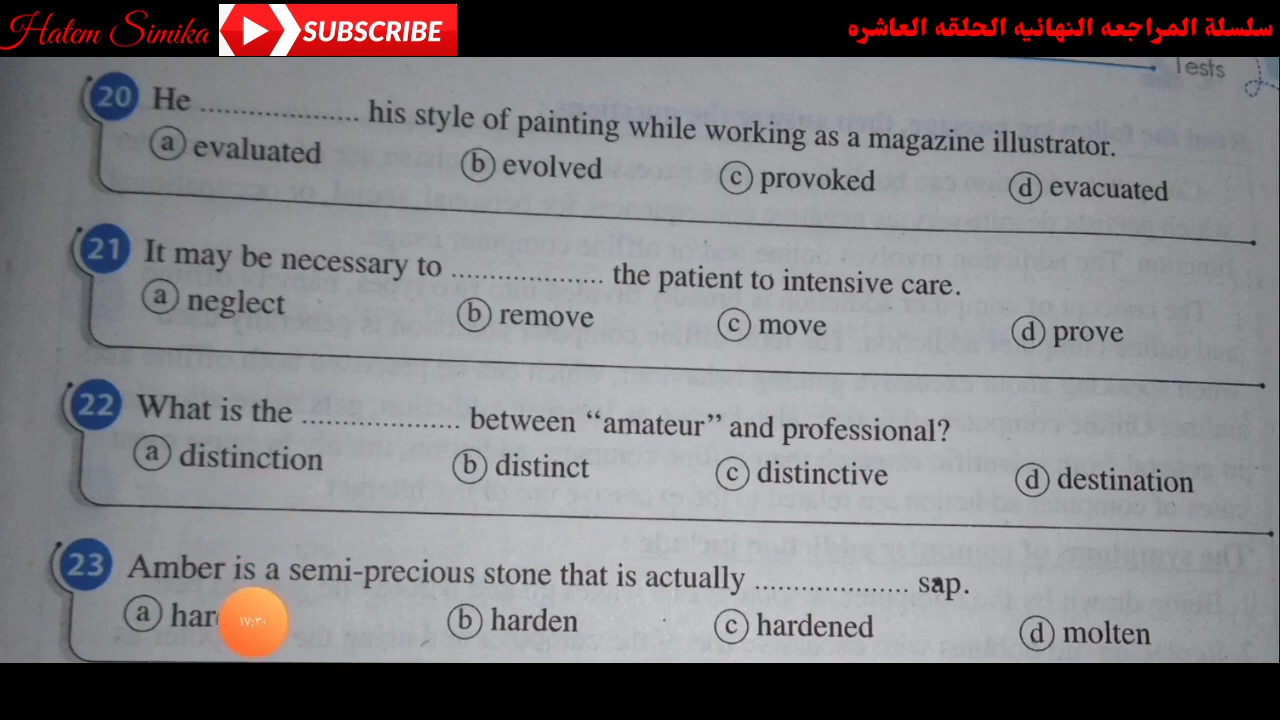 Hatem Simika
SUBSCRIBE
سلسلة المراجعه النهائيه الحلقه العاشره
Tests
20 He .................... his style of painting while working as a magazine illustrator.
a evaluated b evolved c provoked d evacuated
21 It may be necessary to ................... the patient to intensive care.
a neglect b remove c move d prove
22 What is the ................... between “amateur” and professional?
a distinction b distinct c distinctive d destination
23 Amber is a semi-precious stone that is actually ................... sap.
a b harden c hardened d molten
١٧:٢٠